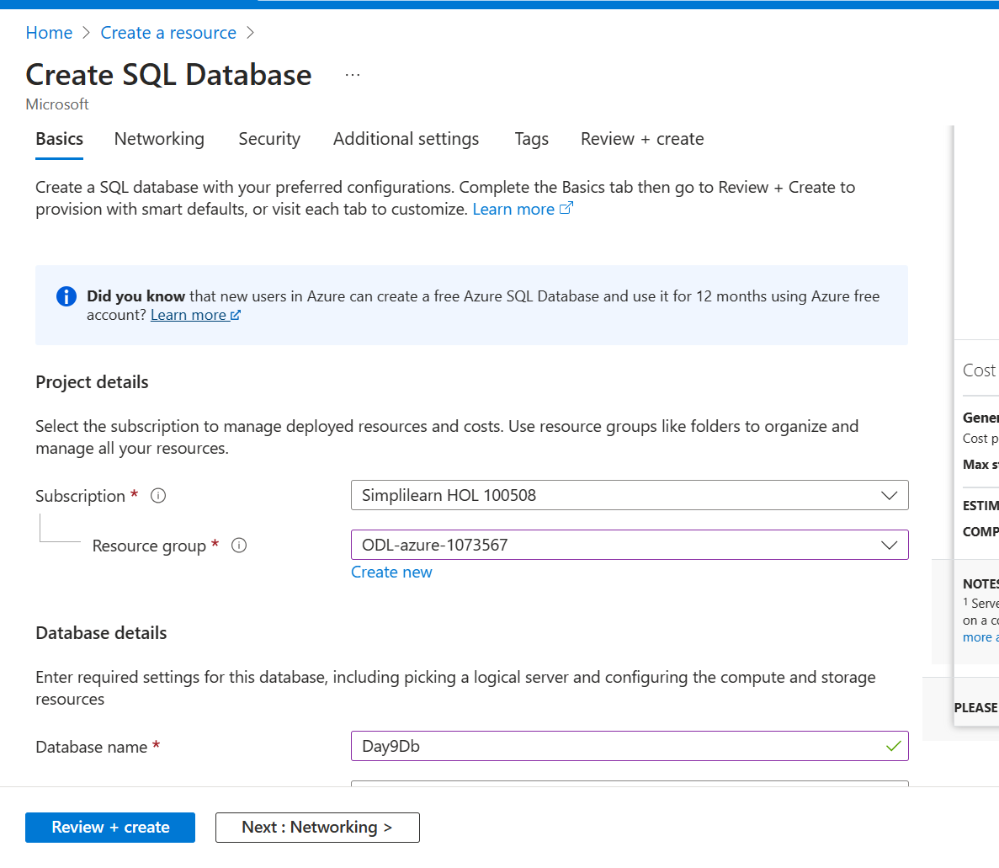 Home > Create a resource >
Create SQL Database ...
Microsoft
Basics Networking Security Additional settings Tags Review + create
Create a SQL database with your preferred configurations. Complete the Basics tab then go to Review + Create to
provision with smart defaults, or visit each tab to customize. Learn more
Did you know that new users in Azure can create a free Azure SQL Database and use it for 12 months using Azure free
account? Learn more
Project details
Select the subscription to manage deployed resources and costs. Use resource groups like folders to organize and
manage all your resources.
Subscription *
Simplilearn HOL 100508
Resource group *
ODL-azure-1073567
Create new
Database details
Enter required settings for this database, including picking a logical server and configuring the compute and storage
resources
Database name *
Day9Db
Review + create
Next : Networking >
Cost
Gener
Cost p
Max s
ESTIM
COMP
NOTES
1 Serve
on a c
more a
PLEASE